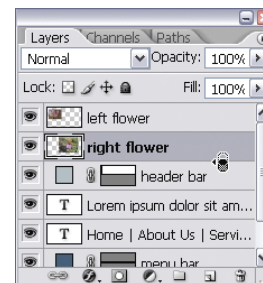 Layers Channels Paths
Normal Opacity: 100%
Lock: Fill: 100%
left flower
right flower
header bar
T Lorem ipsum dolor sit am...
T Home | About Us | Servi...
menu bar